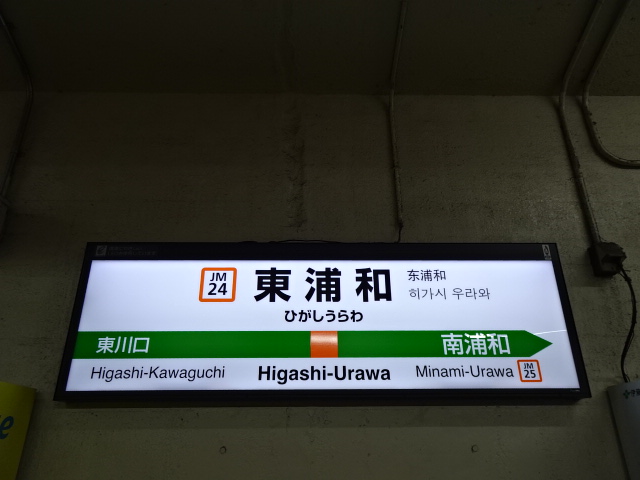 JM
24
東浦和
东浦和
히가시 우라와
ひがしうらわ
東川口
南浦和
Higashi-Kawaguchi
Higashi-Urawa
Minami-Urawa
JM
25